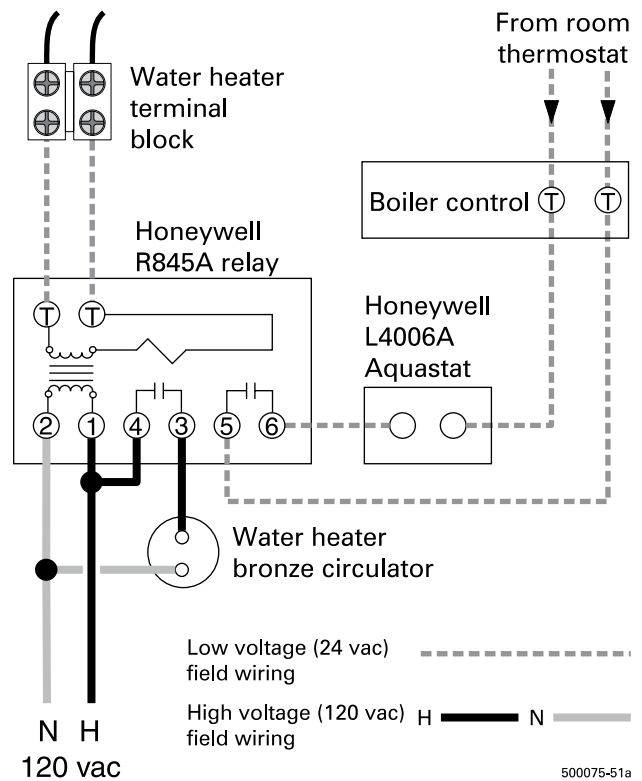 From room
thermostat
Water heater
terminal
block
Boiler control T T
Honeywell
R845A relay
Honeywell
L4006A
Aquastat
T T
2 1 4 3 5 6
Water heater
bronze circulator
Low voltage (24 vac)
field wiring
High voltage (120 vac) H N
field wiring
N H
120 vac
500075-51a